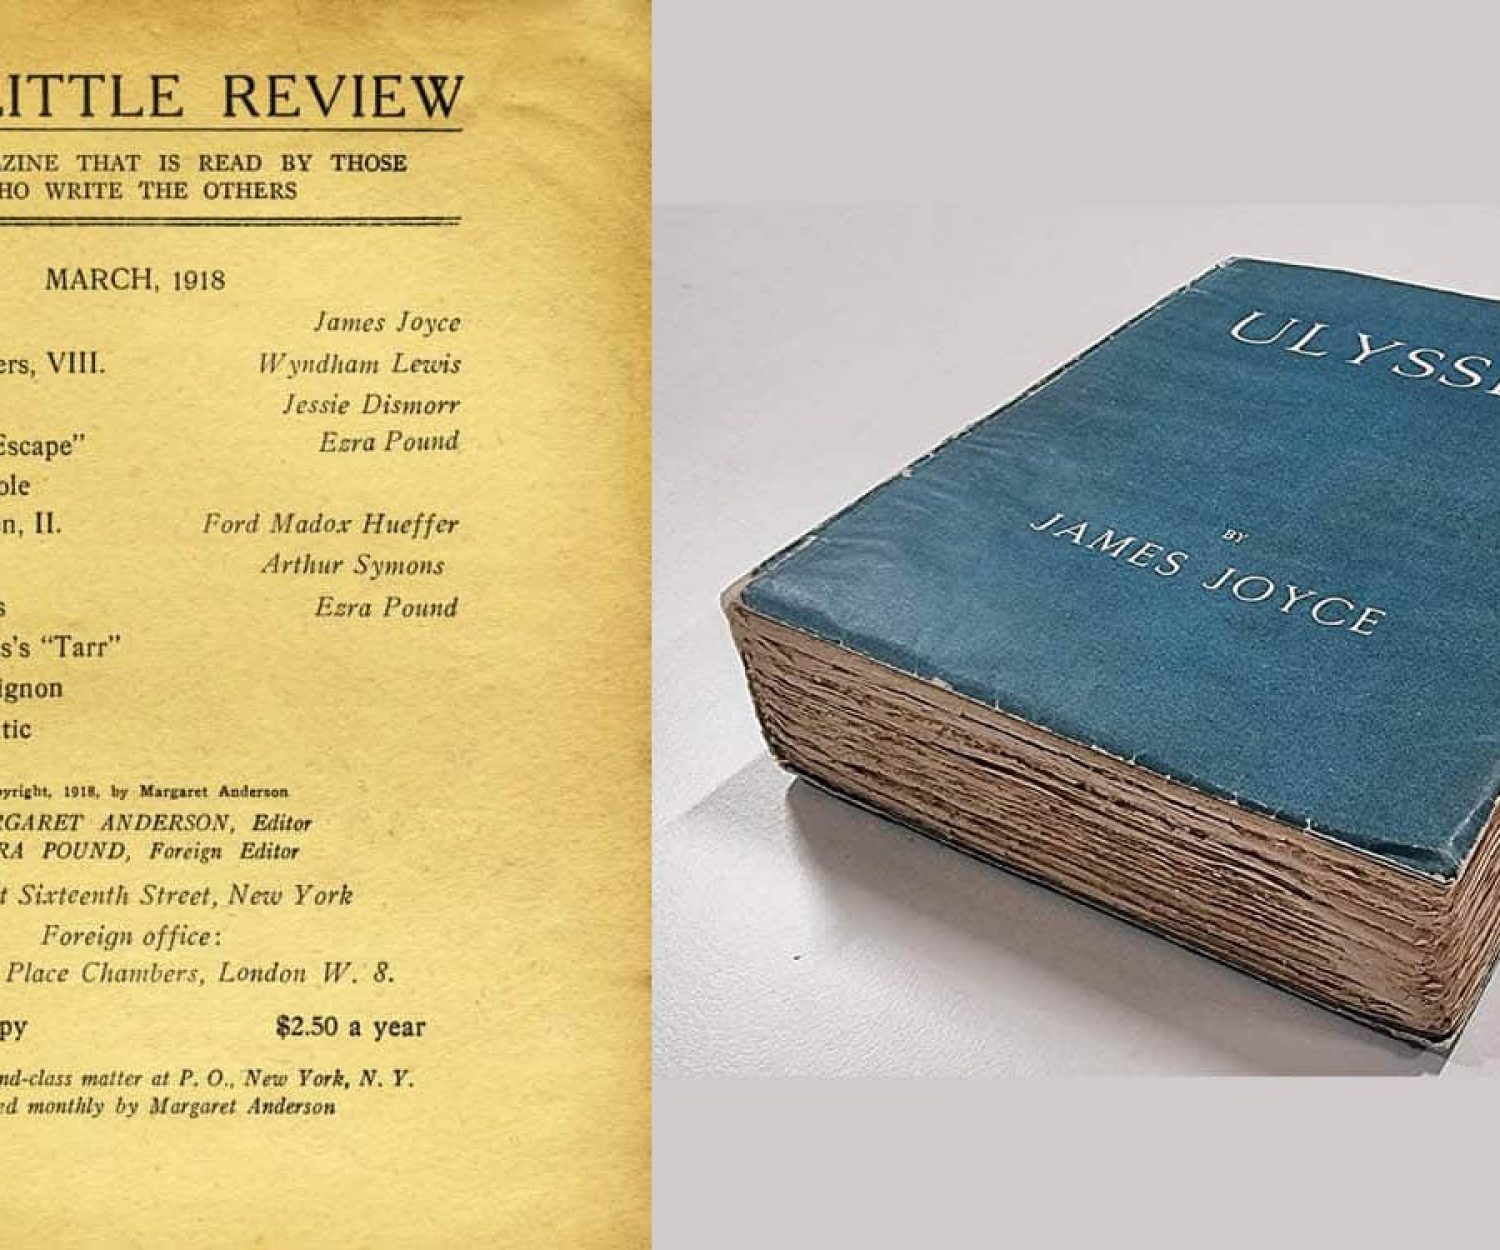 LITTLE REVIEW
AZINE THAT IS READ BY THOSE
HO WRITE THE OTHERS
MARCH, 1918
James Joyce
ers, VIII. Wyndham Lewis
Jessie Dismorr
Escape" Ezra Pound
ole
n, II. Ford Madox Hueffer
Arthur Symons
s Ezra Pound
s's "Tarr"
ignon
tic
pyright, 1918, by Margaret Anderson
RGARET ANDERSON, Editor
RA POUND, Foreign Editor
t Sixteenth Street, New York
Foreign office:
Place Chambers, London W. 8.
py $2.50 a year
nd-class matter at P. O., New York, N. Y.
ed monthly by Margaret Anderson
ULYSSE
BY
JAMES JOYCE